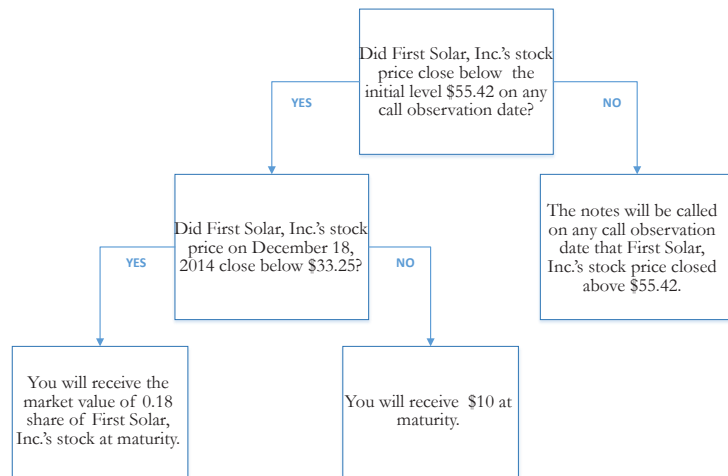 Did First Solar, Inc.'s stock
price close below the
initial level $55.42 on any
call observation date?
YES
NO
Did First Solar, Inc.'s stock
price on December 18,
2014 close below $33.25?
The notes will be called
on any call observation
date that First Solar,
Inc.'s stock price closed
above $55.42.
YES
NO
You will receive the
market value of 0.18
share of First Solar,
Inc.'s stock at maturity.
You will receive $10 at
maturity.